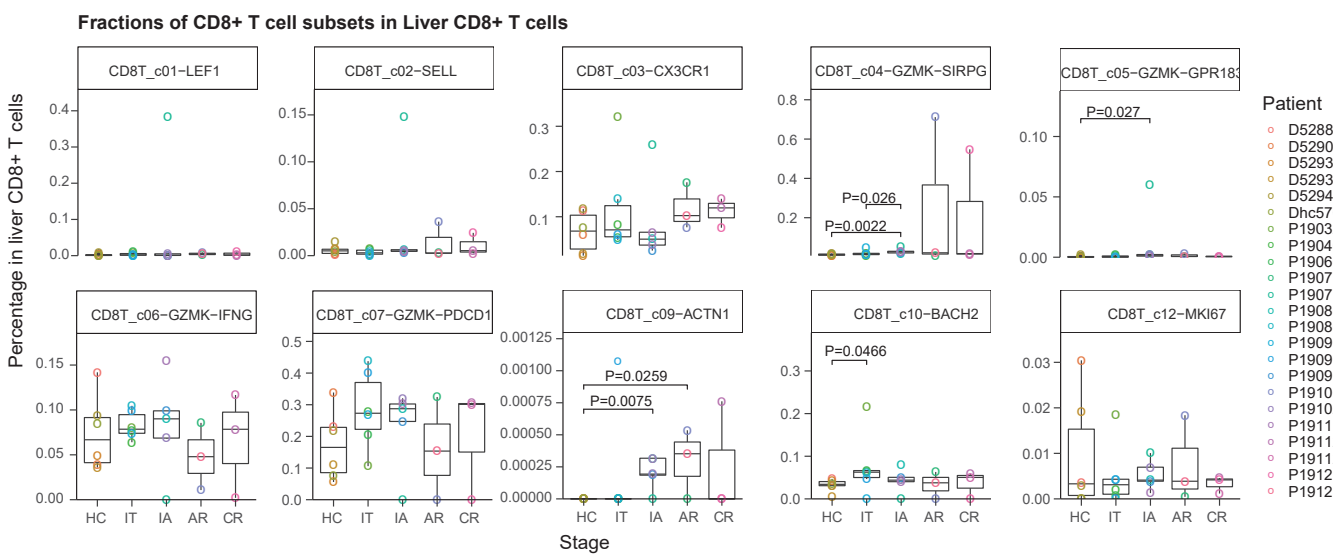 Fractions of CD8+ T cell subsets in Liver CD8+ T cells
Percentage in liver CD8+ T cells
CD8T_c01−LEF1
0.4
0.3
0.2
0.1
0.0
CD8T_c02−SELL
0.15
0.10
0.05
0.00
CD8T_c03−CX3CR1
0.3
0.2
0.1
CD8T_c04−GZMK−SIRPG
0.8
0.6
0.4
0.2
P=0.026
P=0.0022
CD8T_c05−GZMK−GPR183
0.10
0.05
0.00
P=0.027
CD8T_c06−GZMK−IFNG
0.15
0.10
0.05
0.00
HC IT IA AR CR
CD8T_c07−GZMK−PDCD1
0.5
0.4
0.3
0.2
0.1
0.0
HC IT IA AR CR
CD8T_c09−ACTN1
0.00125
0.00100
0.00075
0.00050
0.00025
0.00000
P=0.0259
P=0.0075
HC IT IA AR CR
CD8T_c10−BACH2
0.3
0.2
0.1
0.0
P=0.0466
HC IT IA AR CR
CD8T_c12−MKI67
0.03
0.02
0.01
0.00
HC IT IA AR CR
Stage
Patient
D5288
D5290
D5293
D5293
D5294
Dhc57
P1903
P1904
P1906
P1907
P1907
P1908
P1908
P1909
P1909
P1909
P1910
P1910
P1911
P1911
P1911
P1912
P1912